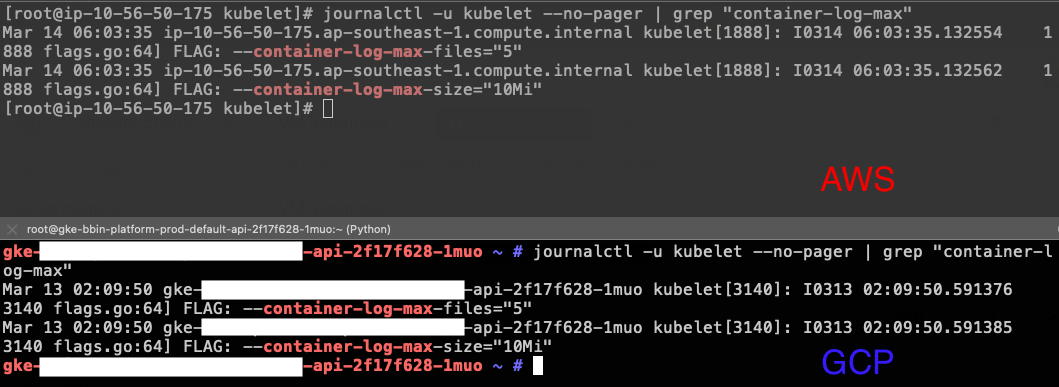 [root@ip-10-56-50-175 kubelet]# journalctl -u kubelet --no-pager | grep "container-log-max"
Mar 14 06:03:35 ip-10-56-50-175.ap-southeast-1.compute.internal kubelet[1888]: I0314 06:03:35.132554    1
888 flags.go:64] FLAG: --container-log-max-files="5"
Mar 14 06:03:35 ip-10-56-50-175.ap-southeast-1.compute.internal kubelet[1888]: I0314 06:03:35.132562    1
888 flags.go:64] FLAG: --container-log-max-size="10Mi"
[root@ip-10-56-50-175 kubelet]#
AWS
root@gke-bbin-platform-prod-default-api-2f17f628-1muo:~ (Python)
gke- -api-2f17f628-1muo ~ # journalctl -u kubelet --no-pager | grep "container-l
og-max"
Mar 13 02:09:50 gke- -api-2f17f628-1muo kubelet[3140]: I0313 02:09:50.591376
3140 flags.go:64] FLAG: --container-log-max-files="5"
Mar 13 02:09:50 gke- -api-2f17f628-1muo kubelet[3140]: I0313 02:09:50.591385
3140 flags.go:64] FLAG: --container-log-max-size="10Mi"
gke- -api-2f17f628-1muo ~ #
GCP